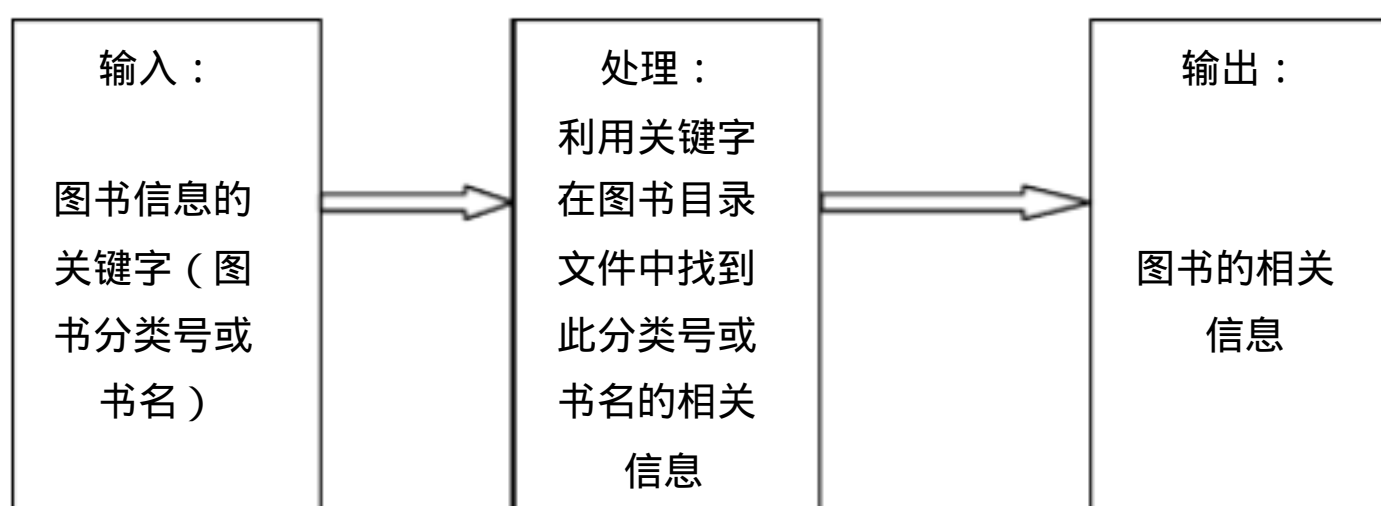 输入：
图书信息的
关键字（图
书分类号或
书名）
处理：
利用关键字
在图书目录
文件中找到
此分类号或
书名的相关
信息
输出：
图书的相关
信息